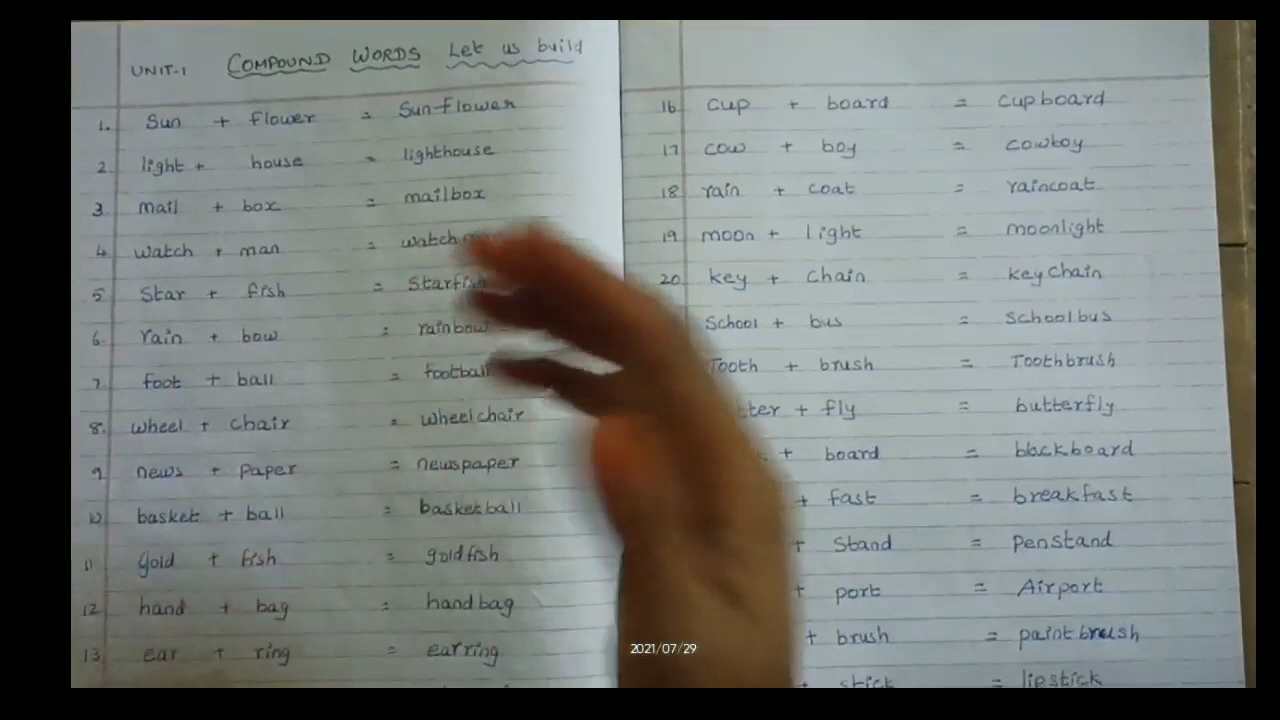 UNIT-1 COMPOUND WORDS Let us build
1. Sun + Flower = Sunflower
2. light + house = lighthouse
3. mail + box = mailbox
4. watch + man = watch
5. Star + fish = Starfish
6. rain + bow = rainbow
7. foot + ball = football
8. wheel + chair = wheelchair
9. news + paper = newspaper
10. basket + ball = basketball
11. gold + fish = goldfish
12. hand + bag = handbag
13. ear + ring = earring
16. cup + board = cupboard
17. cow + boy = cowboy
18. rain + coat = raincoat
19. moon + light = moonlight
20. key + chain = keychain
School + bus = Schoolbus
Tooth + brush = Toothbrush
+ fly = butterfly
+ board = blackboard
+ fast = breakfast
+ Stand = penstand
+ port = Airport
+ brush = paintbrush
+ stick = lipstick
2021/07/29